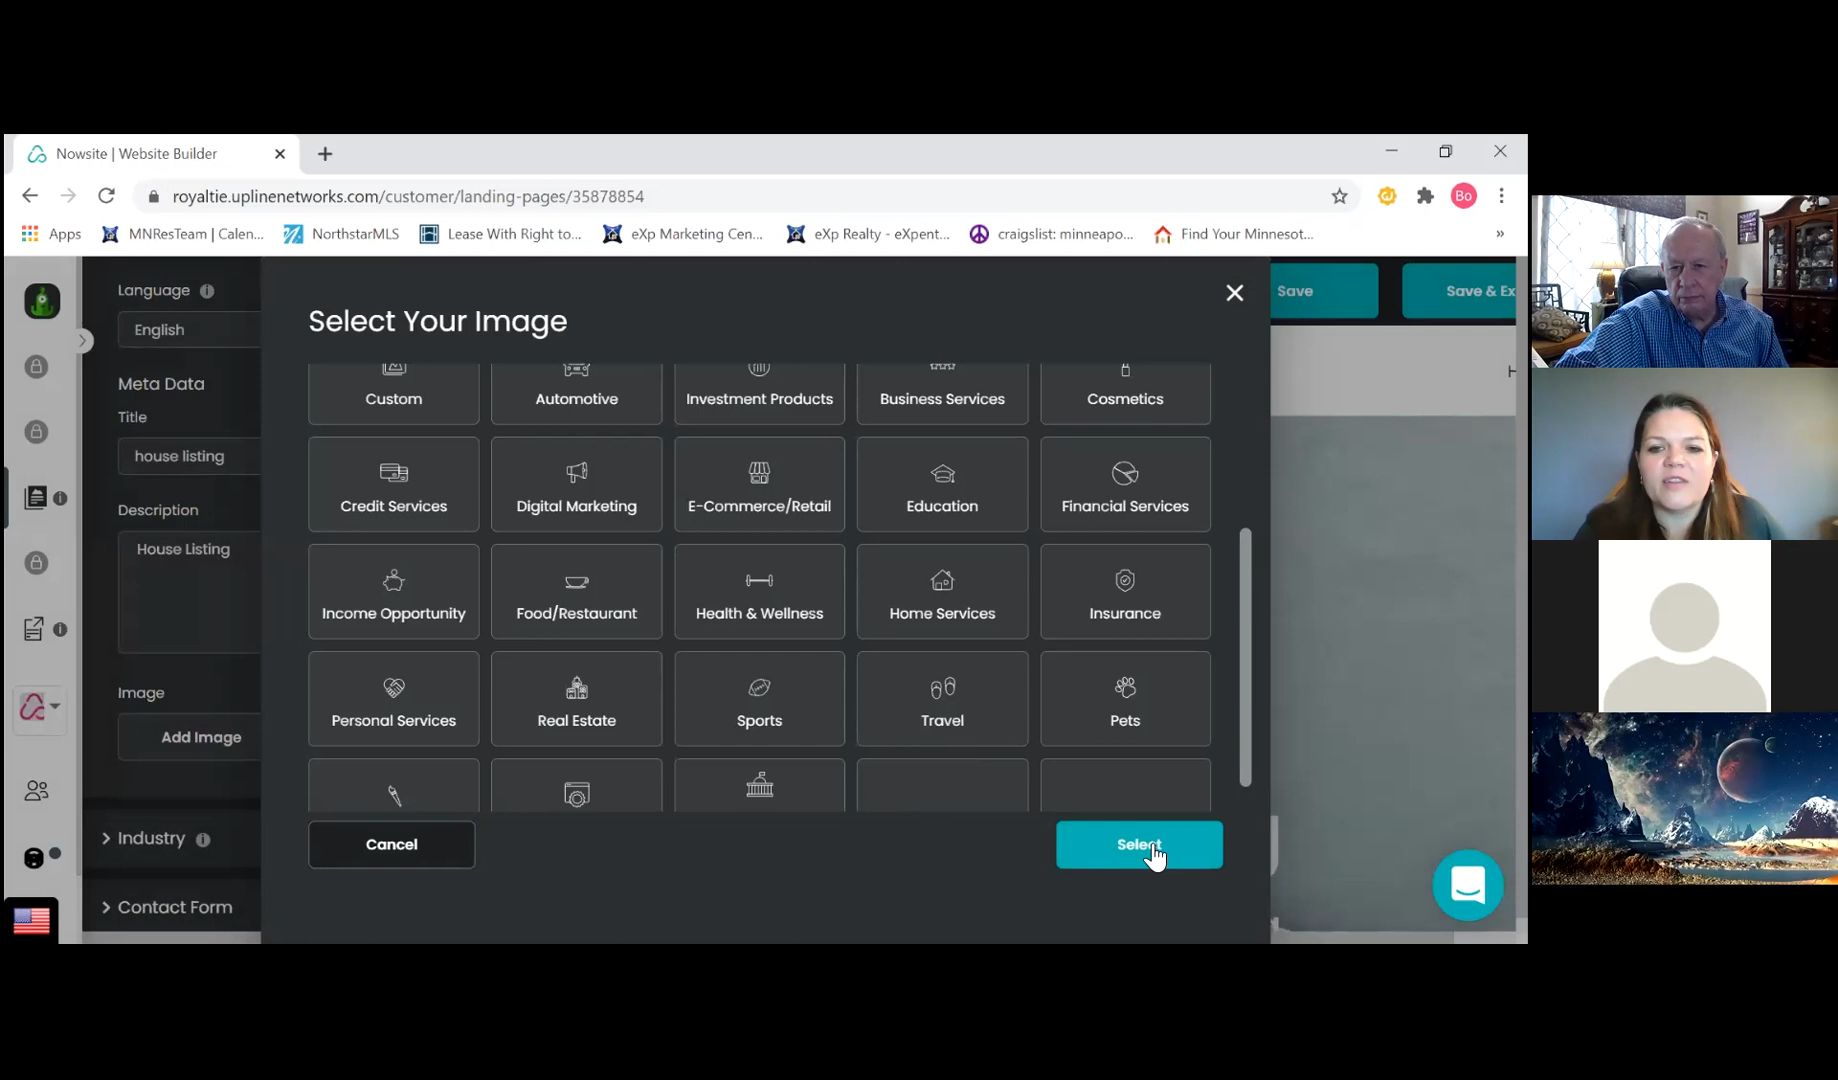 Nowsite | Website Builder
royaltie.uplinenetworks.com/customer/landing-pages/35878854
Bo
Apps
MNResTeam | Calen...
NorthstarMLS
Lease With Right to...
eXp Marketing Cen...
eXp Realty - eXpent...
craigslist: minneapo...
Find Your Minnesot...
»
Language
English
Meta Data
Title
house listing
Description
House Listing
Image
Add Image
Industry
Contact Form
Select Your Image
Save
Save & Ex
H
Custom
Automotive
Investment Products
Business Services
Cosmetics
Credit Services
Digital Marketing
E-Commerce/Retail
Education
Financial Services
Income Opportunity
Food/Restaurant
Health & Wellness
Home Services
Insurance
Personal Services
Real Estate
Sports
Travel
Pets
Cancel
Select